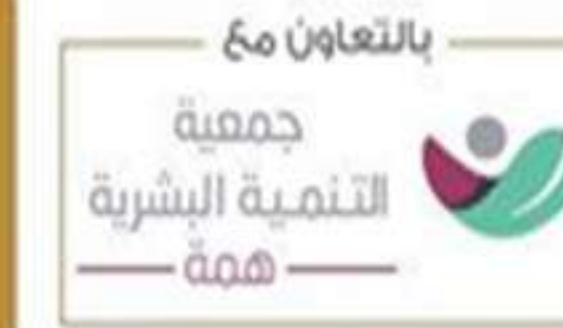 بالتعاون مع
جمعية
التنمية البشرية
همة